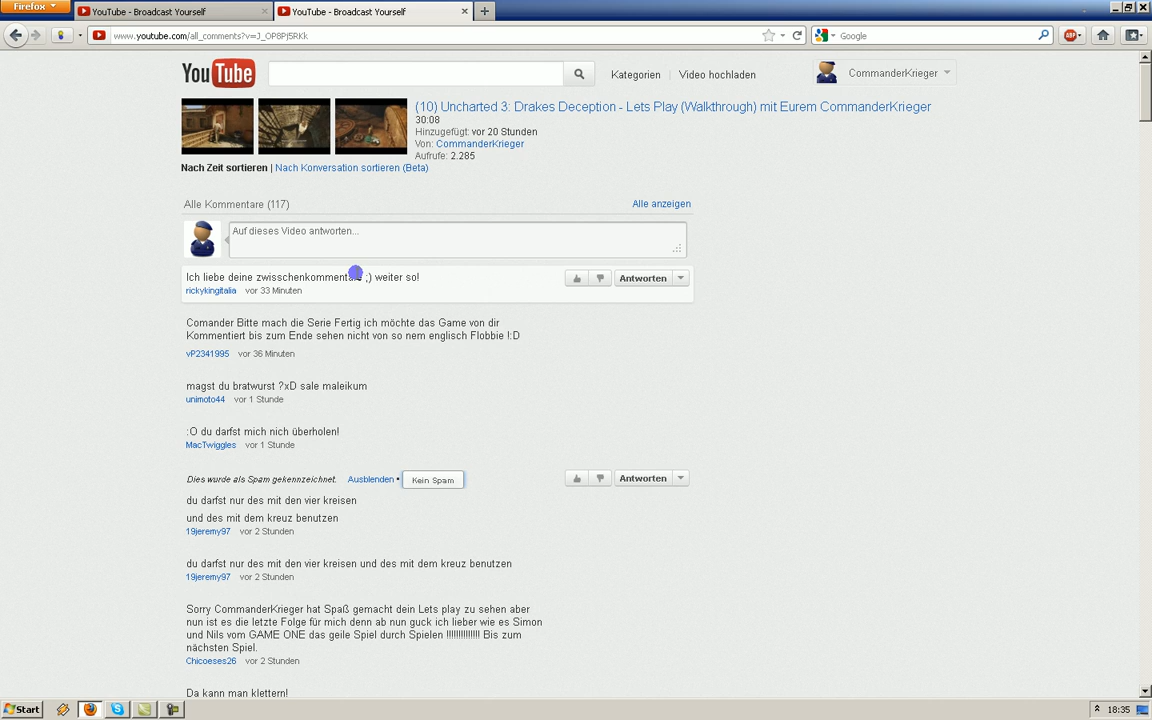 Firefox
YouTube - Broadcast Yourself
YouTube - Broadcast Yourself
www.youtube.com/all_comments?v=J_OP8Pj5RKk
Google
ABP
YouTube
Kategorien
Video hochladen
CommanderKrieger
(10) Uncharted 3: Drakes Deception - Lets Play (Walkthrough) mit Eurem CommanderKrieger
30:08
Hinzugefügt: vor 20 Stunden
Von: CommanderKrieger
Aufrufe: 2.285
Nach Zeit sortieren | Nach Konversation sortieren (Beta)
Alle Kommentare (117)
Alle anzeigen
Auf dieses Video antworten...
Ich liebe deine zwisschenkommentare ;) weiter so!
Antworten
rickykingitalia vor 33 Minuten
Comander Bitte mach die Serie Fertig ich möchte das Game von dir
Kommentiert bis zum Ende sehen nicht von so nem englisch Flobbie !:D
vP2341995 vor 36 Minuten
magst du bratwurst ?xD sale maleikum
unimoto44 vor 1 Stunde
:O du darfst mich nich überholen!
MacTwiggles vor 1 Stunde
Dies wurde als Spam gekennzeichnet. Ausblenden • Kein Spam
Antworten
du darfst nur des mit den vier kreisen
und des mit dem kreuz benutzen
19jeremy97 vor 2 Stunden
du darfst nur des mit den vier kreisen und des mit dem kreuz benutzen
19jeremy97 vor 2 Stunden
Sorry CommanderKrieger hat Spaß gemacht dein Lets play zu sehen aber
nun ist es die letzte Folge für mich denn ab nun guck ich lieber wie es Simon
und Nils vom GAME ONE das geile Spiel durch Spielen !!!!!!!!!!!!!! Bis zum
nächsten Spiel.
Chicoeses26 vor 2 Stunden
Da kann man klettern!
Start
18:35